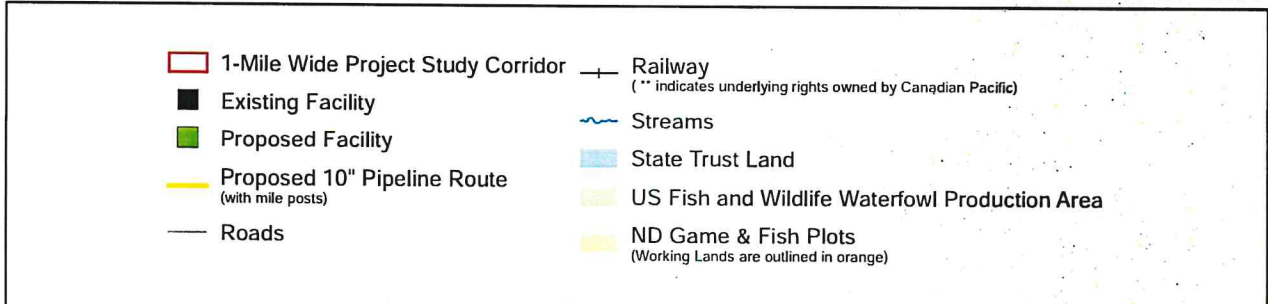 1-Mile Wide Project Study Corridor
Existing Facility
Proposed Facility
Proposed 10" Pipeline Route
(with mile posts)
Roads
Railway
( ** indicates underlying rights owned by Canadian Pacific)
Streams
State Trust Land
US Fish and Wildlife Waterfowl Production Area
ND Game & Fish Plots
(Working Lands are outlined in orange)